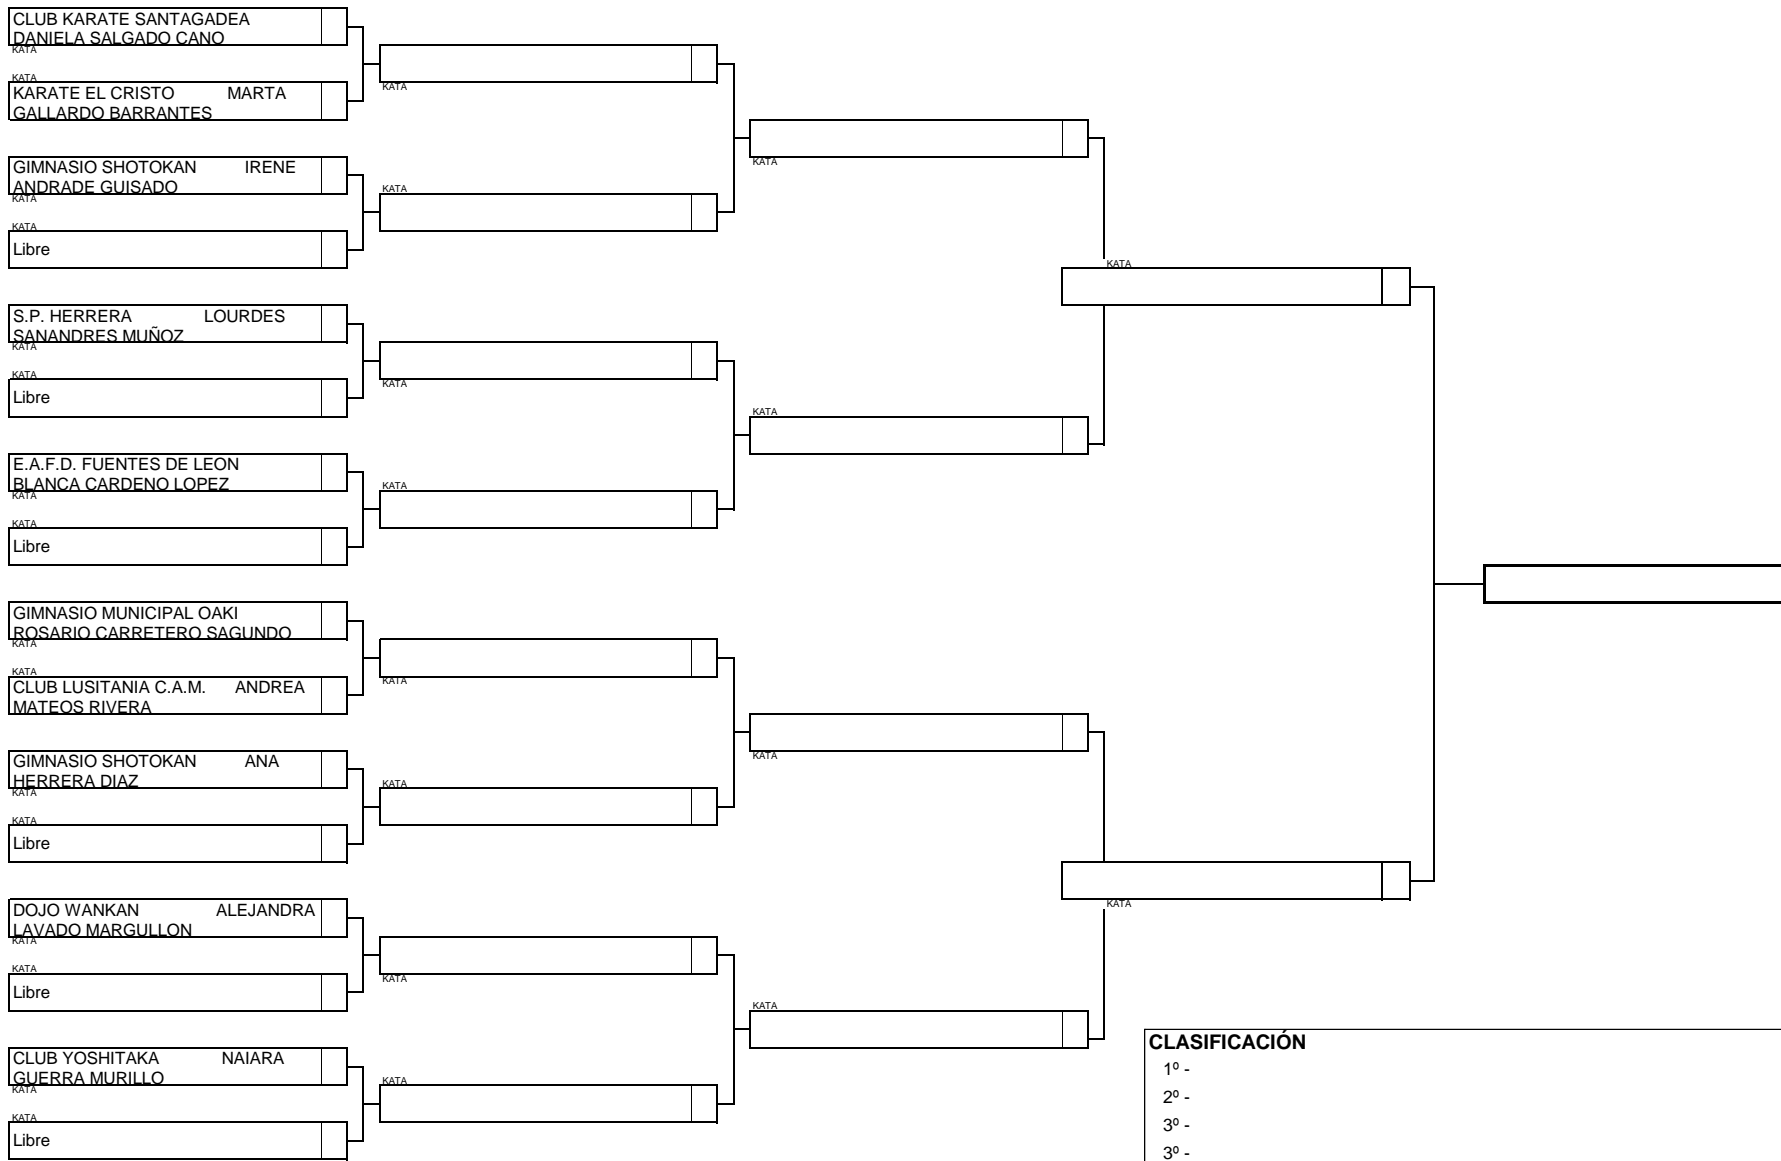 CLUB KARATE SANTAGADEA
DANIELA SALGADO CANO
KATA
KATA
KARATE EL CRISTO MARTA
GALLARDO BARRANTES
GIMNASIO SHOTOKAN IRENE
ANDRADE GUISADO
KATA
KATA
Libre
S.P. HERRERA LOURDES
SANANDRES MUÑOZ
KATA
KATA
Libre
E.A.F.D. FUENTES DE LEON
BLANCA CARDENO LOPEZ
KATA
KATA
Libre
GIMNASIO MUNICIPAL OAKI
ROSARIO CARRETERO SAGUNDO
KATA
KATA
CLUB LUSITANIA C.A.M. ANDREA
MATEOS RIVERA
GIMNASIO SHOTOKAN ANA
HERRERA DIAZ
KATA
KATA
Libre
DOJO WANKAN ALEJANDRA
LAVADO MARGULLON
KATA
KATA
Libre
CLUB YOSHITAKA NAIARA
GUERRA MURILLO
KATA
KATA
Libre
KATA
KATA
KATA
KATA
KATA
KATA
KATA
KATA
KATA
KATA
KATA
KATA
KATA
KATA
CLASIFICACIÓN
1º -
2º -
3º -
3º -